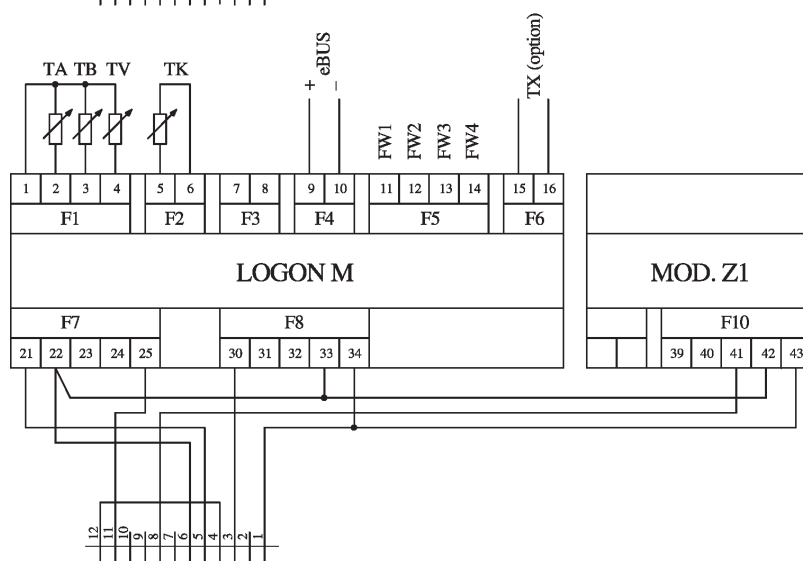 TA TB TV TK
+ eBUS −
TX (option)
FW1 FW2 FW3 FW4
1 2 3 4 5 6 7 8 9 10 11 12 13 14 15 16
F1 F2 F3 F4 F5 F6
LOGON M MOD. Z1
F7 F8 F10
21 22 23 24 25 30 31 32 33 34 39 40 41 42 43
12 11 10 9 8 7 6 5 4 3 2 1